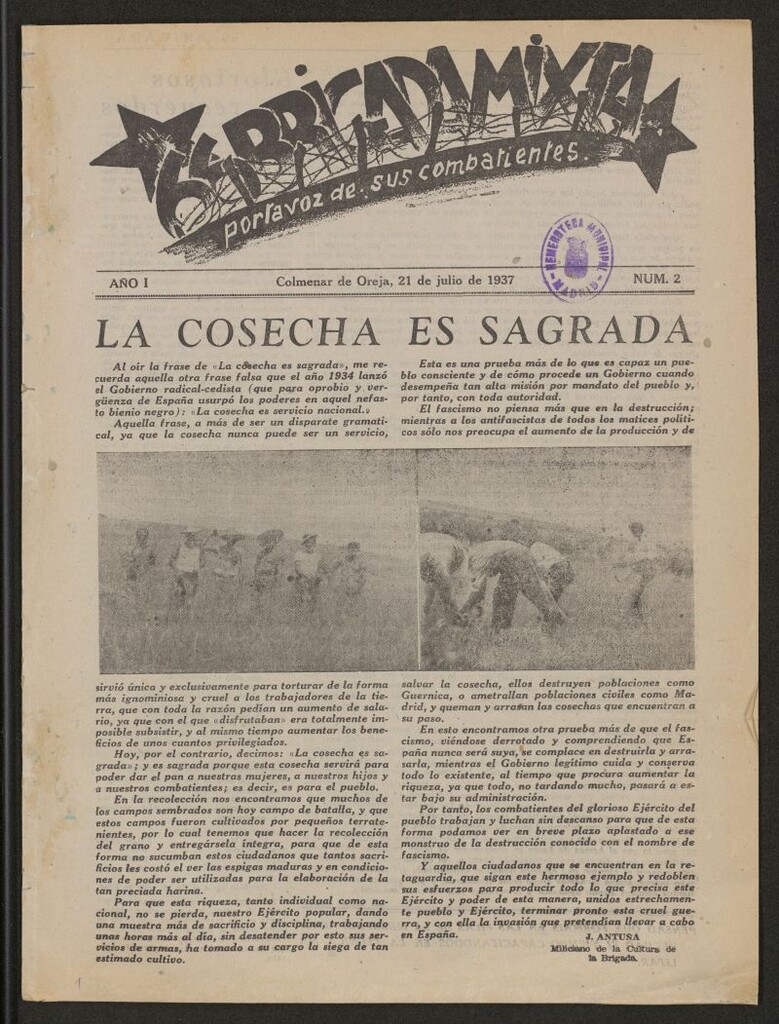 66 BRIGADA MIXTA
portavoz de sus combatientes.
HEMEROTECA MUNICIPAL
MADRID
AÑO I
Colmenar de Oreja, 21 de julio de 1937
NUM. 2
LA COSECHA ES SAGRADA
Al oir la frase de «La cosecha es sagrada», me re-
cuerda aquella otra frase falsa que el año 1934 lanzó
el Gobierno radical-cedista (que para oprobio y ver-
güenza de España usurpó los poderes en aquel nefas-
to bienio negro): «La cosecha es servicio nacional.»
Aquella frase, a más de ser un disparate gramati-
cal, ya que la cosecha nunca puede ser un servicio,
sirvió única y exclusivamente para torturar de la forma
más ignominiosa y cruel a los trabajadores de la tie-
rra, que con toda la razón pedían un aumento de sala-
rio, ya que con el que «disfrutaban» era totalmente im-
posible subsistir, y al mismo tiempo aumentar los bene-
ficios de unos cuantos privilegiados.
Hoy, por el contrario, decimos: «La cosecha es sa-
grada»; y es sagrada porque esta cosecha servirá para
poder dar el pan a nuestras mujeres, a nuestros hijos y
a nuestros combatientes; es decir, es para el pueblo.
En la recolección nos encontramos que muchos de
los campos sembrados son hoy campo de batalla, y que
estos campos fueron cultivados por pequeños terrate-
nientes, por lo cual tenemos que hacer la recolección
del grano y entregársela íntegra, para que de esta
forma no sucumban estos ciudadanos que tantos sacri-
ficios les costó el ver las espigas maduras y en condicio-
nes de poder ser utilizadas para la elaboración de la
tan preciada harina.
Para que esta riqueza, tanto individual como na-
cional, no se pierda, nuestro Ejército popular, dando
una muestra más de sacrificio y disciplina, trabajando
unas horas más al día, sin desatender por esto sus ser-
vicios de armas, ha tomado a su cargo la siega de tan
estimado cultivo.
Esta es una prueba más de lo que es capaz un pue-
blo consciente y de cómo procede un Gobierno cuando
desempeña tan alta misión por mandato del pueblo y,
por tanto, con toda autoridad.
El fascismo no piensa más que en la destrucción;
mientras a los antifascistas de todos los matices políti-
cos sólo nos preocupa el aumento de la producción y de
salvar la cosecha, ellos destruyen poblaciones como
Guernica, o ametrallan poblaciones civiles como Ma-
drid, y queman y arrasan las cosechas que encuentran a
su paso.
En esto encontramos otra prueba más de que el fas-
cismo, viéndose derrotado y comprendiendo que Es-
paña nunca será suya, se complace en destruirla y arra-
sarla, mientras el Gobierno legítimo cuida y conserva
todo lo existente, al tiempo que procura aumentar la
riqueza, ya que todo, no tardando mucho, pasará a es-
tar bajo su administración.
Por tanto, los combatientes del glorioso Ejército del
pueblo trabajan y luchan sin descanso para que de esta
forma podamos ver en breve plazo aplastado a ese
monstruo de la destrucción conocido con el nombre de
fascismo.
Y aquellos ciudadanos que se encuentran en la re-
taguardia, que sigan este hermoso ejemplo y redoblen
sus esfuerzos para producir todo lo que precisa este
Ejército y poder de esta manera, unidos estrechamen-
te pueblo y Ejército, terminar pronto esta cruel gue-
rra, y con ella la invasión que pretendían llevar a cabo
en España.
J. ANTUSA
Miliciano de la Cultura de
la Brigada.